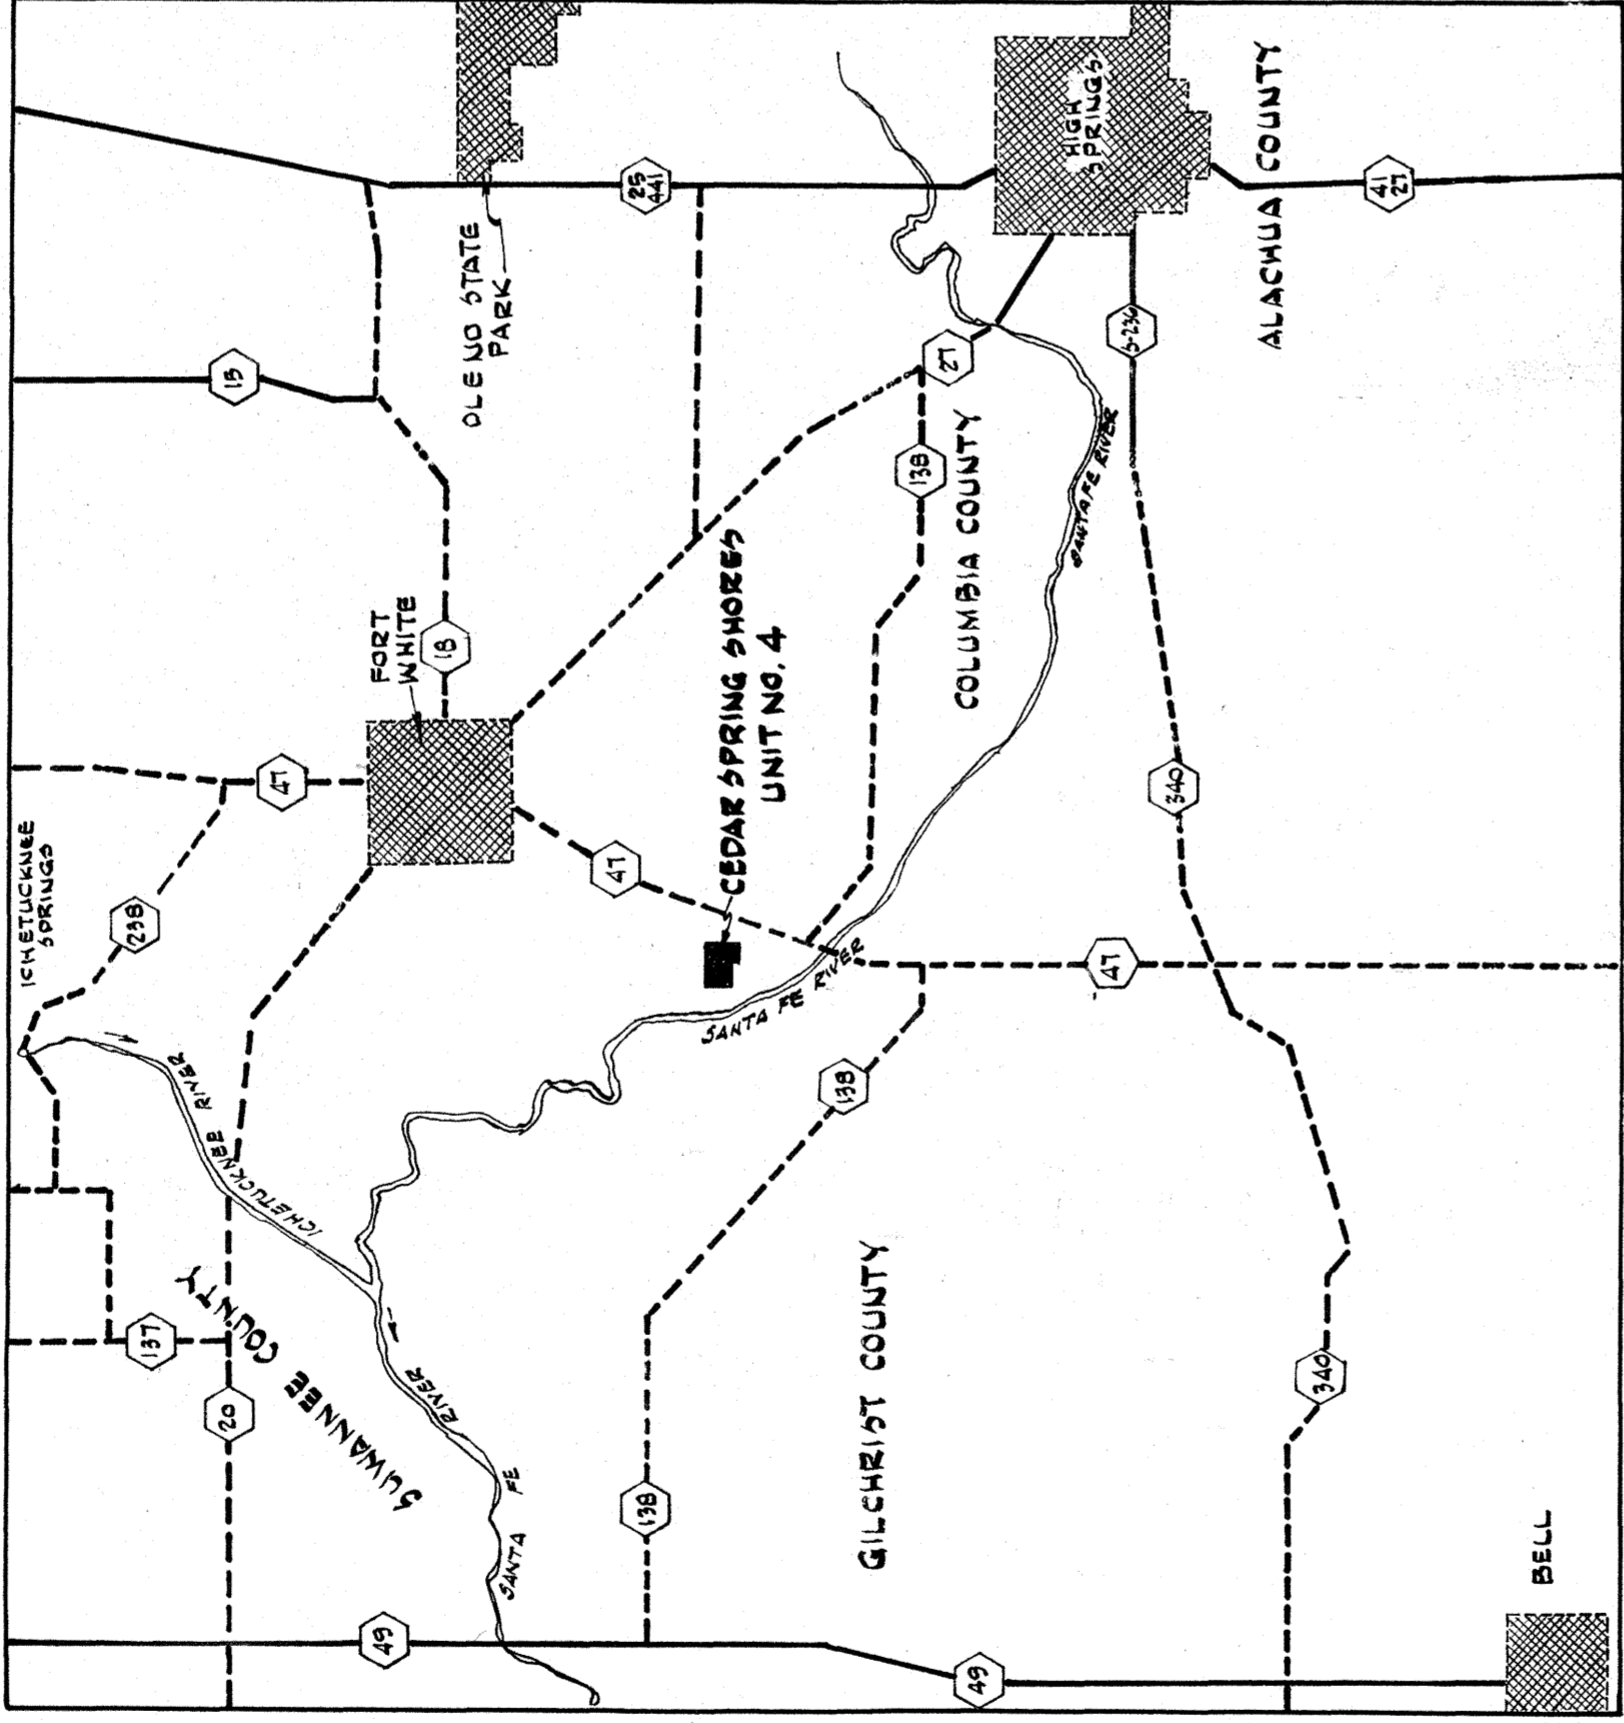 ICHETUCKNEE
SPRINGS
238
47
FORT
WHITE
18
13
OLENO STATE
PARK
25
441
HIGH
SPRINGS
ALACHUA COUNTY
41
27
S-236
27
138
COLUMBIA COUNTY
SANTA FE RIVER
CEDAR SPRING SHORES
UNIT NO. 4
47
SANTA FE RIVER
47
340
138
ICHETUCKNEE RIVER
137
20
SUWANNEE COUNTY
SANTA FE RIVER
138
GILCHRIST COUNTY
340
49
49
BELL